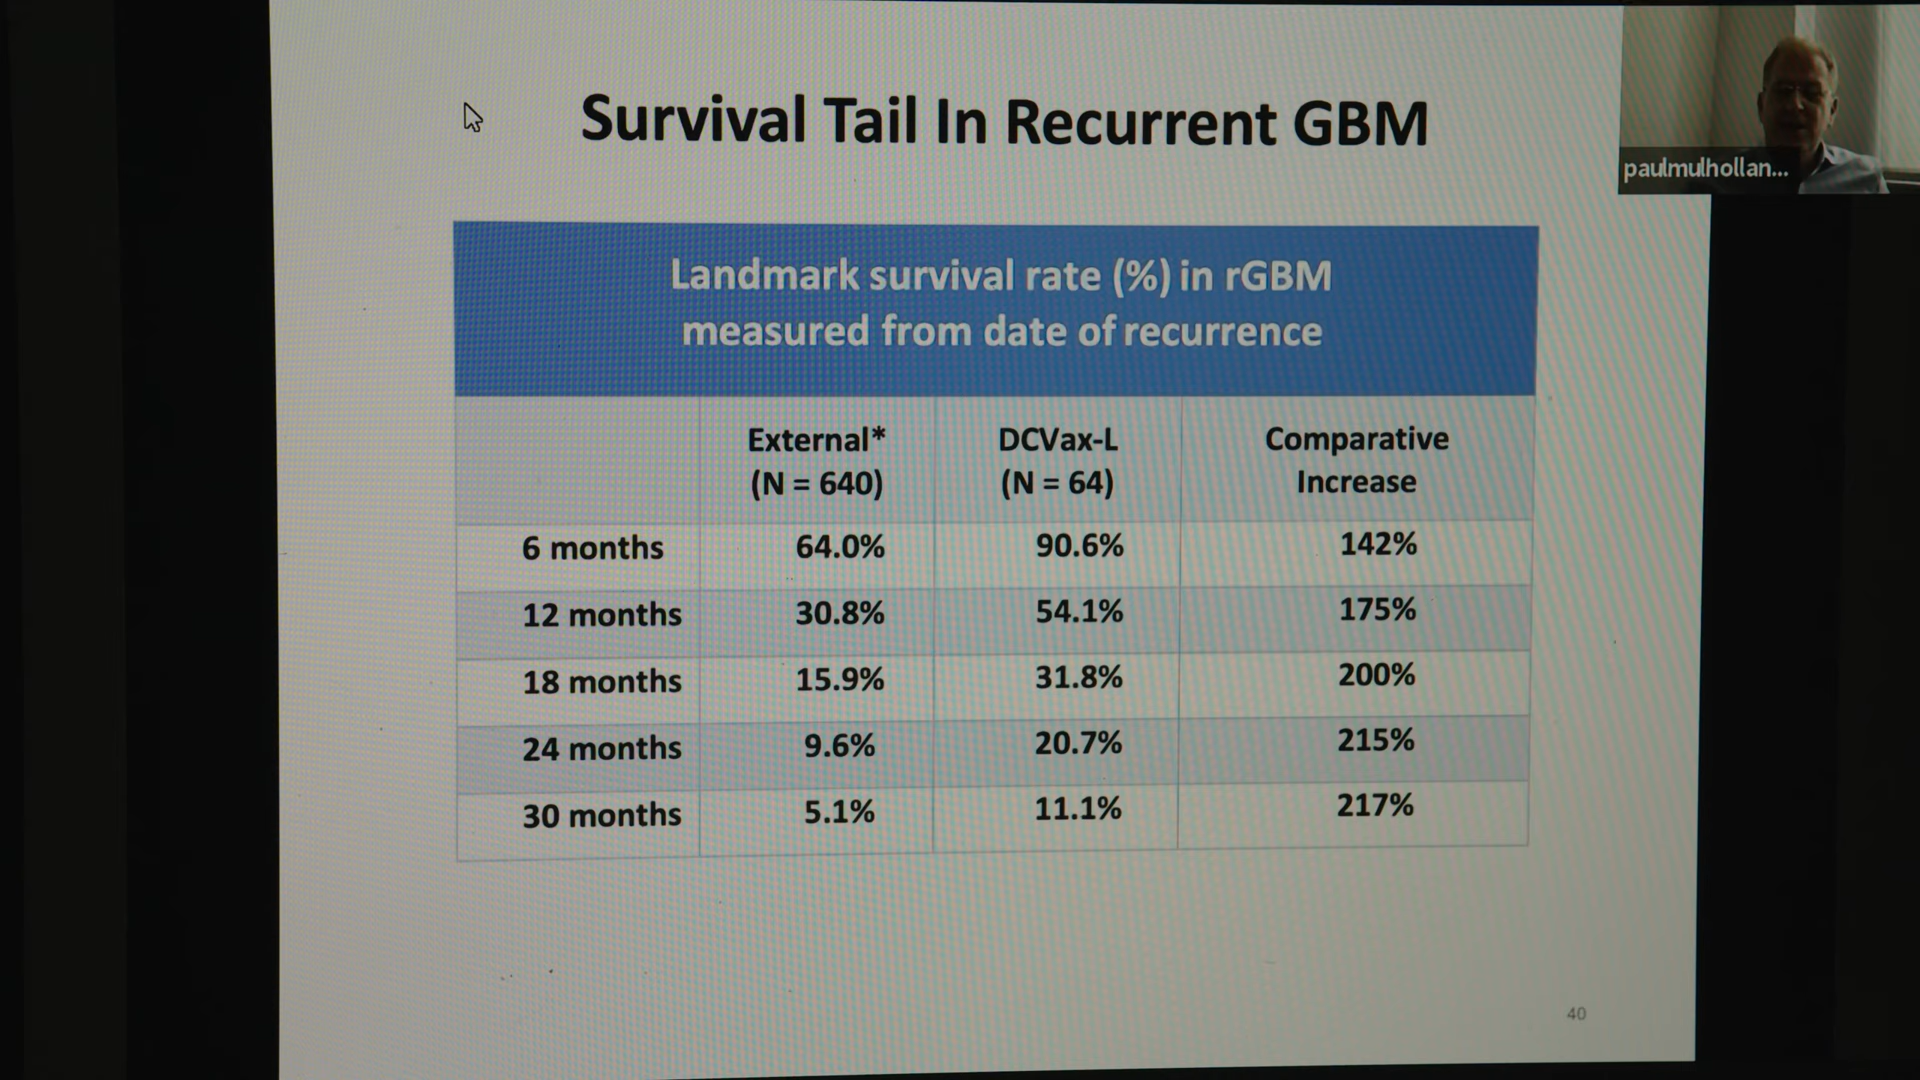 Survival Tail In Recurrent GBM
paulmulhollan...
Landmark survival rate (%) in rGBM
measured from date of recurrence
External* DCVax-L Comparative
(N = 640) (N = 64) Increase
6 months 64.0% 90.6% 142%
12 months 30.8% 54.1% 175%
18 months 15.9% 31.8% 200%
24 months 9.6% 20.7% 215%
30 months 5.1% 11.1% 217%
40